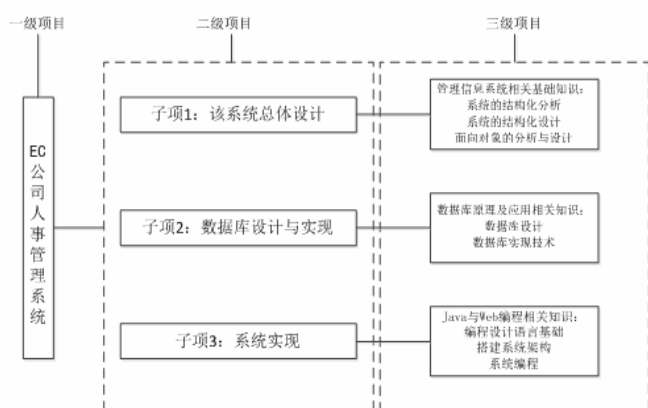 一级项目
二级项目
三级项目
EC公司人事管理系统
子项1：该系统总体设计
管理信息系统相关基础知识：
系统的结构化分析
系统的结构化设计
面向对象的分析与设计
子项2：数据库设计与实现
数据库原理及应用相关知识：
数据库设计
数据库实现技术
子项3：系统实现
Java与Web编程相关知识：
编程设计语言基础
搭建系统架构
系统编程